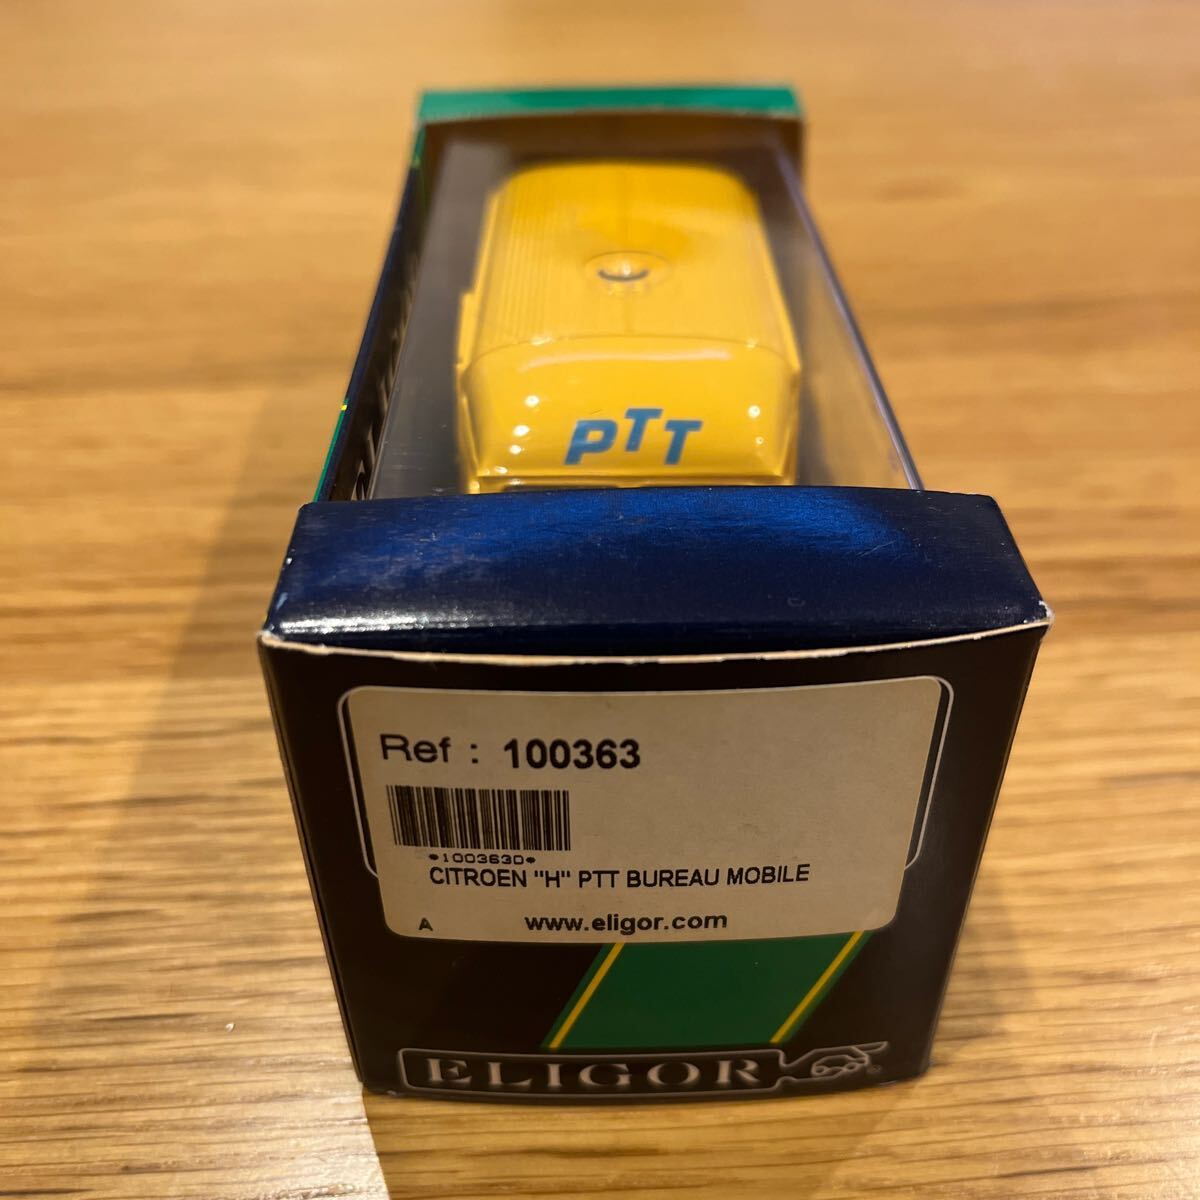 PTT
Ref : 100363
*1003630*
CITROEN "H" PTT BUREAU MOBILE
A www.eligor.com
ELIGOR